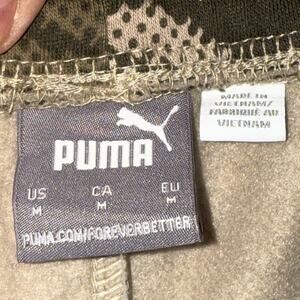 PUMA
US CA EU
M M M
PUMA.COM/FOREVERBETTER
MADE IN
VIETNAM/
FABRIQUÉ AU
VIETNAM